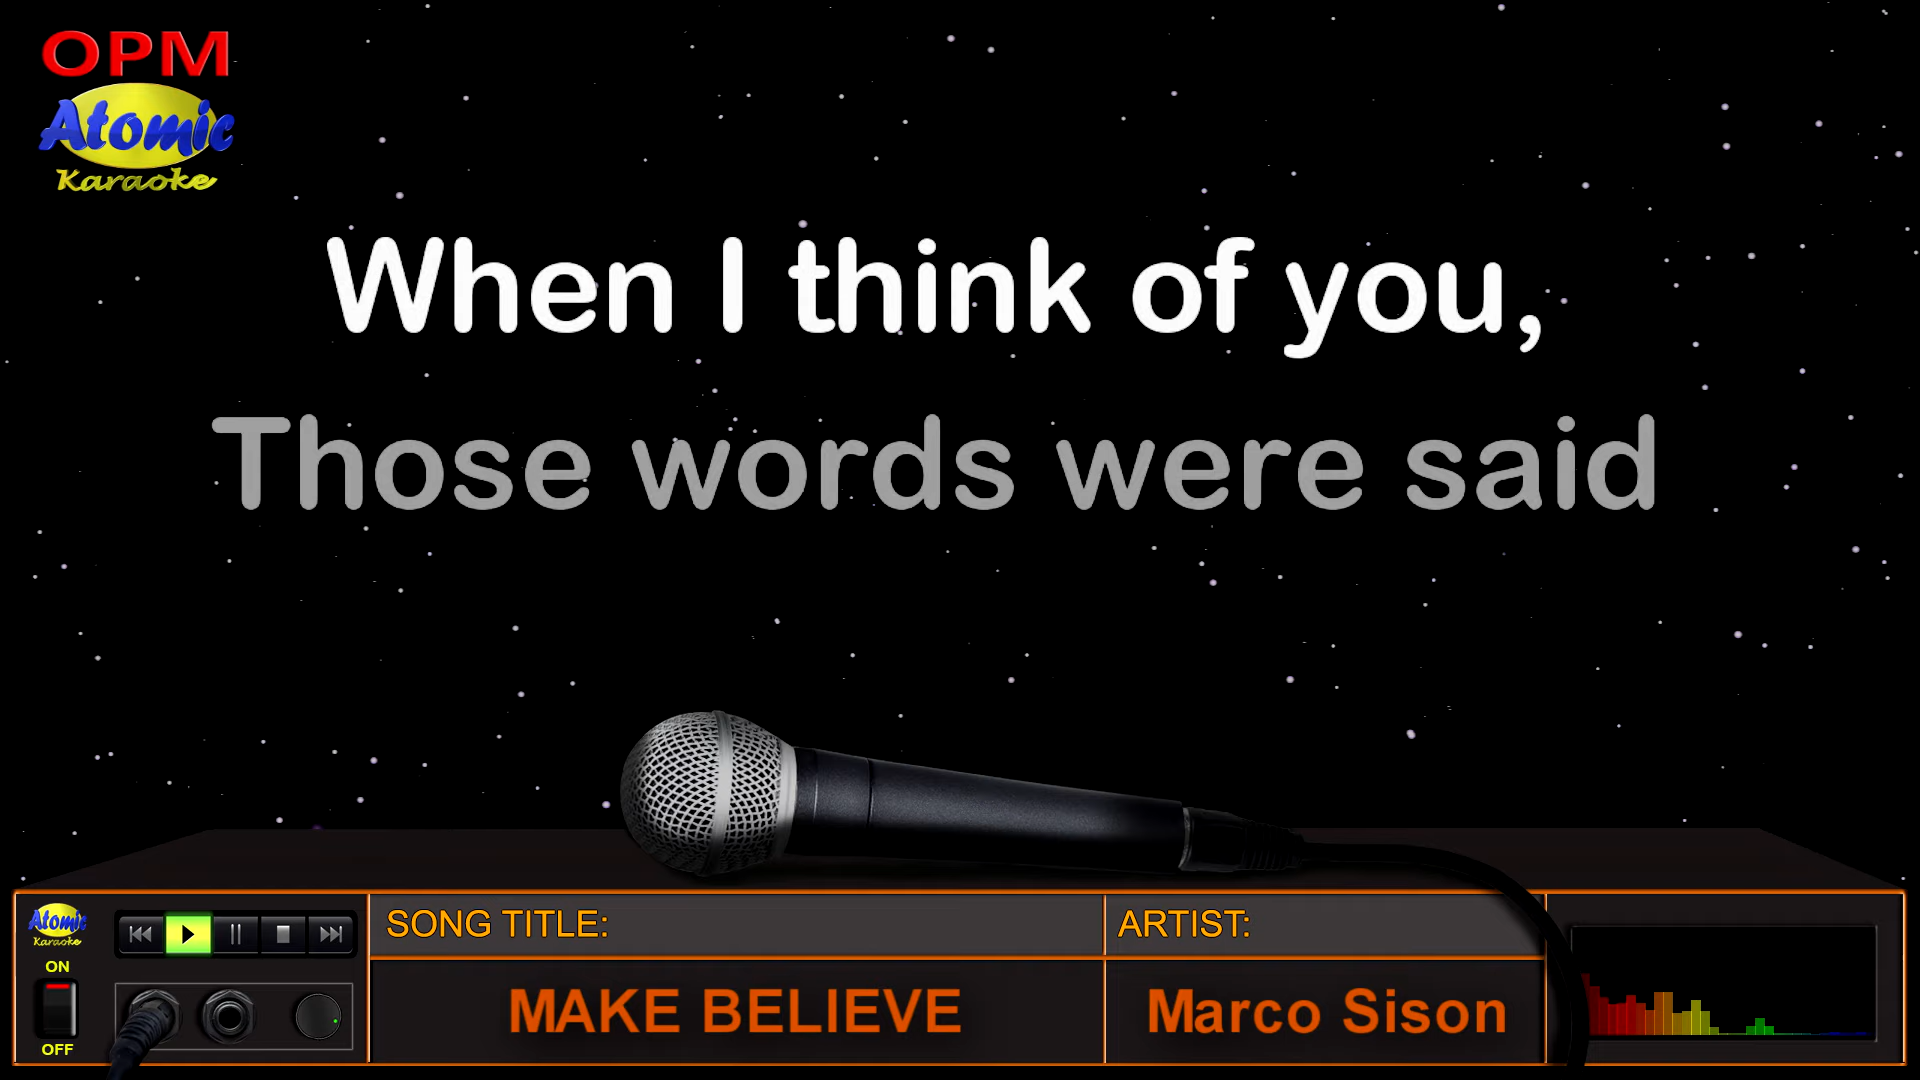 OPM
Atomic
Karaoke
When I think of you,
Those words were said
Atomic
Karaoke
ON
OFF
SONG TITLE:
MAKE BELIEVE
ARTIST:
Marco Sison